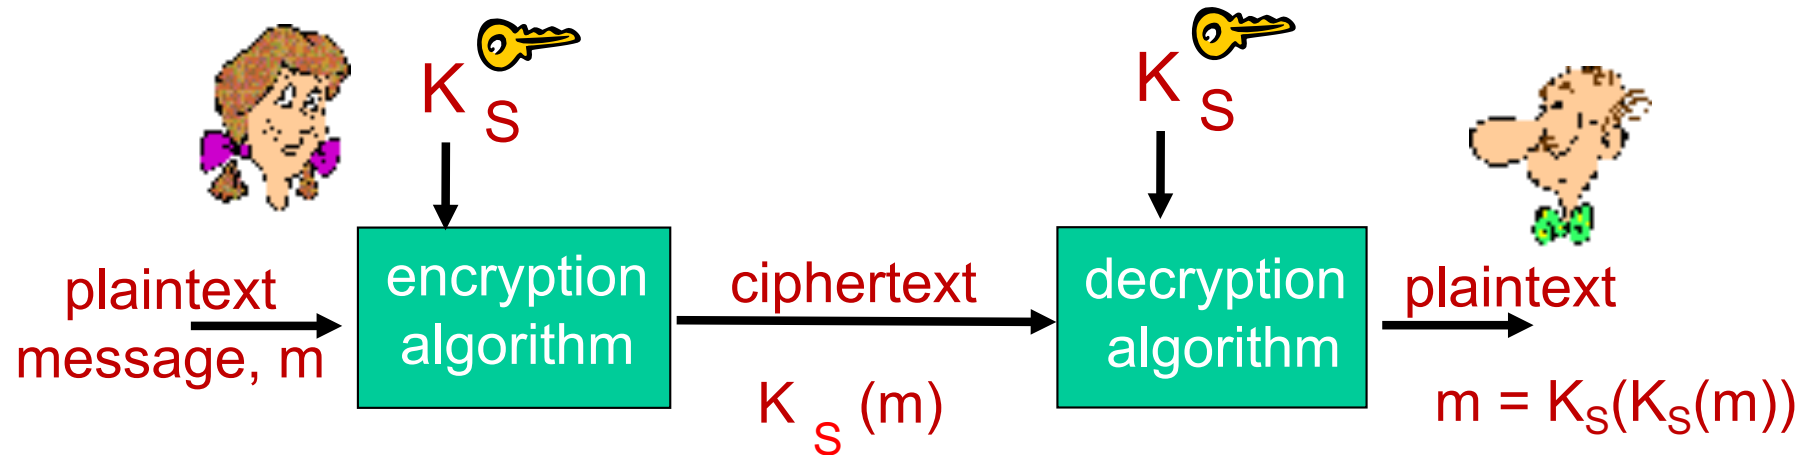 K S
K S
plaintext
message, m
encryption
algorithm
ciphertext
K S (m)
decryption
algorithm
plaintext
m = KS(KS(m))